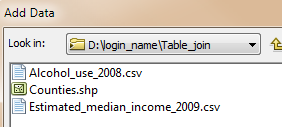 Add Data
Look in: D:\login_name\Table_join
Alcohol_use_2008.csv
Counties.shp
Estimated_median_income_2009.csv